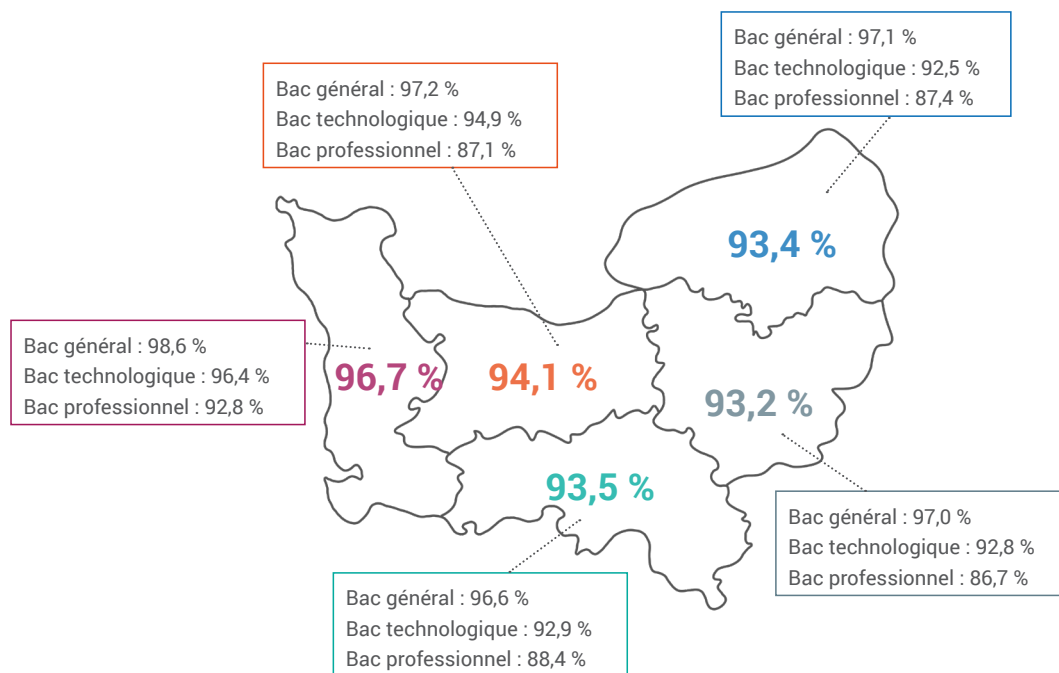 Bac général : 97,1 %
Bac technologique : 92,5 %
Bac professionnel : 87,4 %
Bac général : 97,2 %
Bac technologique : 94,9 %
Bac professionnel : 87,1 %
93,4 %
Bac général : 98,6 %
Bac technologique : 96,4 %
Bac professionnel : 92,8 %
96,7 %
94,1 %
93,2 %
93,5 %
Bac général : 97,0 %
Bac technologique : 92,8 %
Bac professionnel : 86,7 %
Bac général : 96,6 %
Bac technologique : 92,9 %
Bac professionnel : 88,4 %